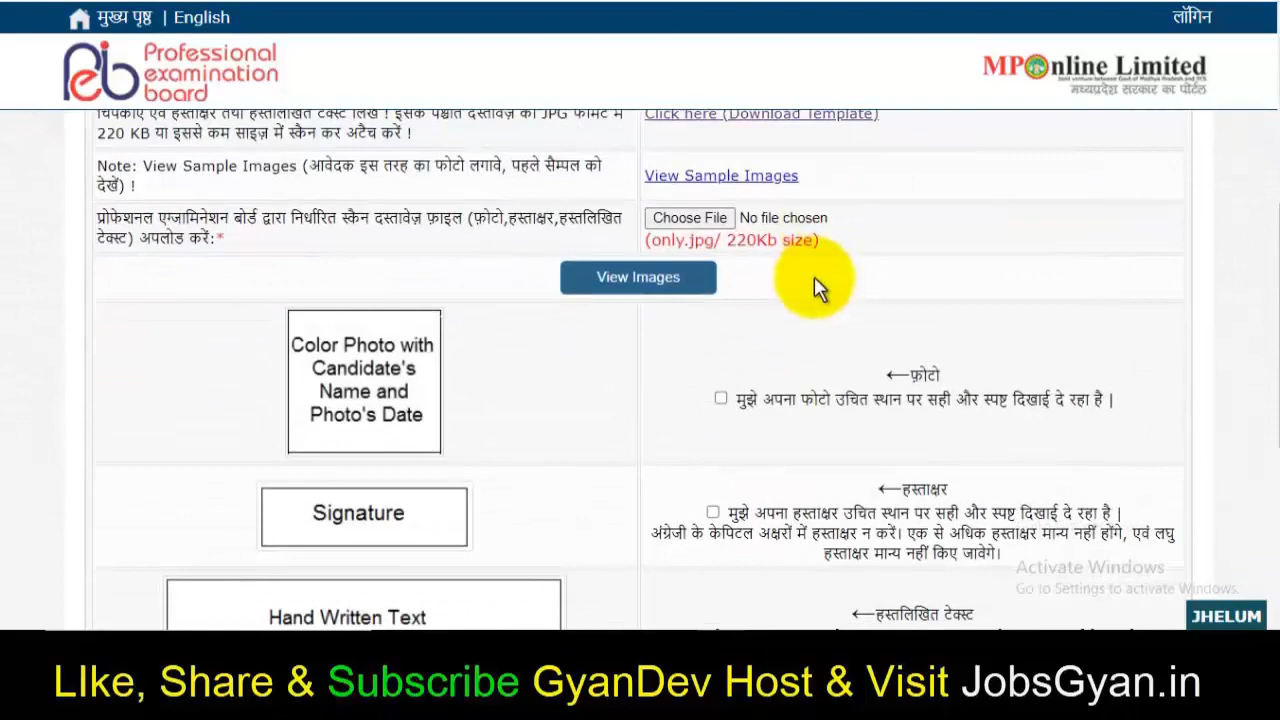 मुख्य पृष्ठ | English
लॉगिन
Professional
examination
board
MPOnline Limited
मध्यप्रदेश सरकार का पोर्टल
चिपकाए एवं हस्ताक्षर तथा हस्तलिखित टेक्स्ट लिखे ! इसके पश्चात दस्तावेज़ को JPG फॉर्मेट में
Click here (Download Template)
220 KB या इससे कम साइज़ में स्कैन कर अटैच करें !
Note: View Sample Images (आवेदक इस तरह का फोटो लगावे, पहले सैम्पल को
देखें) !
View Sample Images
प्रोफेशनल एग्जामिनेशन बोर्ड द्वारा निर्धारित स्कैन दस्तावेज़ फ़ाइल (फ़ोटो,हस्ताक्षर,हस्तलिखित
टेक्स्ट) अपलोड करें:*
Choose File No file chosen
(only.jpg/ 220Kb size)
View Images
Color Photo with
Candidate's
Name and
Photo's Date
←फ़ोटो
मुझे अपना फोटो उचित स्थान पर सही और स्पष्ट दिखाई दे रहा है |
Signature
←हस्ताक्षर
मुझे अपना हस्ताक्षर उचित स्थान पर सही और स्पष्ट दिखाई दे रहा है |
अंग्रेजी के केपिटल अक्षरों में हस्ताक्षर न करें। एक से अधिक हस्ताक्षर मान्य नहीं होंगे, एवं लघु
हस्ताक्षर मान्य नहीं किए जावेगे।
Activate Windows
Go to Settings to activate Windows.
Hand Written Text
←हस्तलिखित टेक्स्ट
JHELUM
LIke, Share & Subscribe GyanDev Host & Visit JobsGyan.in